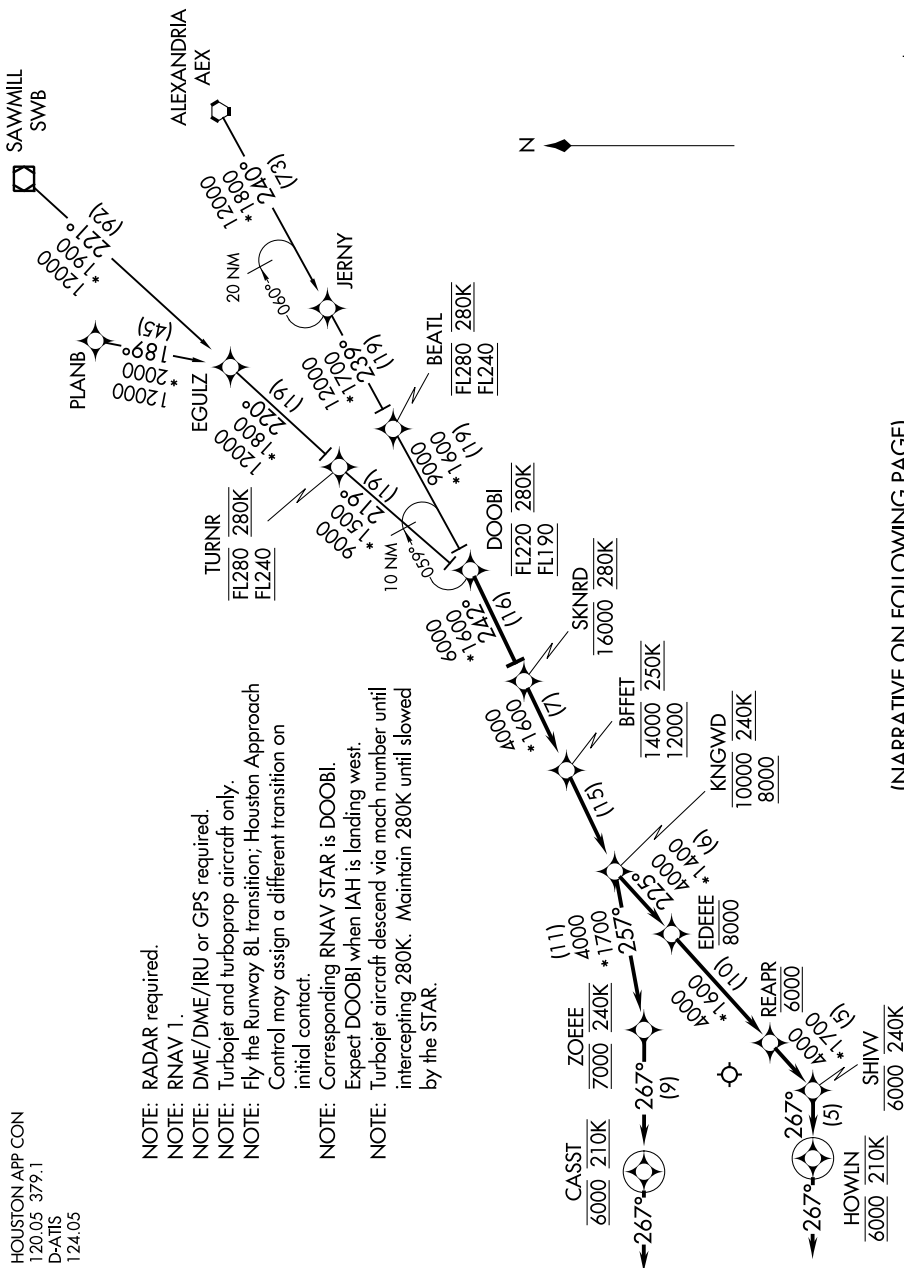 HOUSTON APP CON
120.05 379.1
D-ATIS
124.05
NOTE: RADAR required.
NOTE: RNAV 1.
NOTE: DME/DME/IRU or GPS required.
NOTE: Turbojet and turboprop aircraft only.
NOTE: Fly the Runway 8L transition; Houston Approach
Control may assign a different transition on
initial contact.
NOTE: Corresponding RNAV STAR is DOOBI.
Expect DOOBI when IAH is landing west.
NOTE: Turbojet aircraft descend via mach number until
intercepting 280K. Maintain 280K until slowed
by the STAR.
SAWMILL
SWB
12000
*1900
221°
(92)
PLANB
12000
*2000
189°
(45)
EGULZ
12000
*1800
220°
(19)
TURNR
FL280 280K
FL240
9000
*1500
219°
(19)
ALEXANDRIA
AEX
12000
*1800
240°
(73)
20 NM
060°
JERNY
12000
*1700
239°
(19)
BEATL
FL280 280K
FL240
9000
*1600
(19)
10 NM
059°
DOOBI
FL220 280K
FL190
6000
*1600
242°
(16)
SKNRD
16000 280K
4000
*1600
(7)
BFFET
14000 250K
12000
(15)
KNGWD
10000 240K
8000
(11)
4000
*1700
257°
ZOEEE
7000 240K
267°
(9)
CASST
6000 210K
267°
225°
4000
*1400
(6)
EDEEE
8000
4000
*1600
(10)
REAPR
6000
4000
*1700
(5)
SHIVV
6000 240K
267°
(5)
HOWLN
6000 210K
267°
N
(NARRATIVE ON FOLLOWING PAGE)